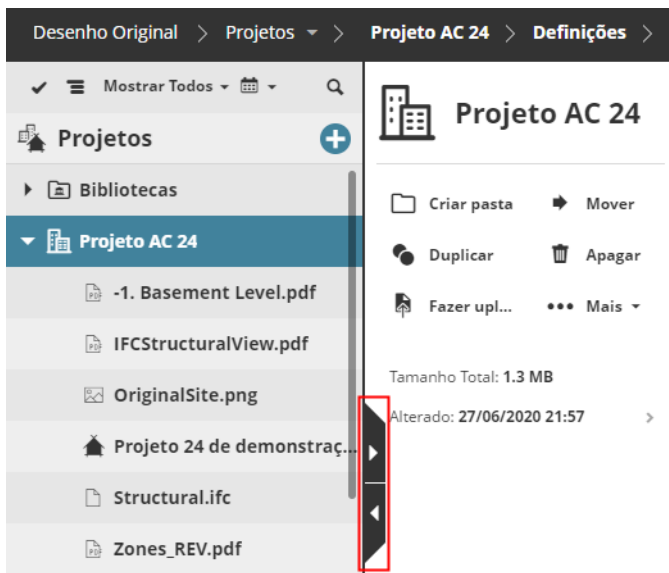 Desenho Original > Projetos > Projeto AC 24 > Definições >
Mostrar Todos
Projetos
Bibliotecas
Projeto AC 24
-1. Basement Level.pdf
IFCStructuralView.pdf
OriginalSite.png
Projeto 24 de demonstraç...
Structural.ifc
Zones_REV.pdf
Projeto AC 24
Criar pasta
Mover
Duplicar
Apagar
Fazer upl...
Mais
Tamanho Total: 1.3 MB
Alterado: 27/06/2020 21:57 >